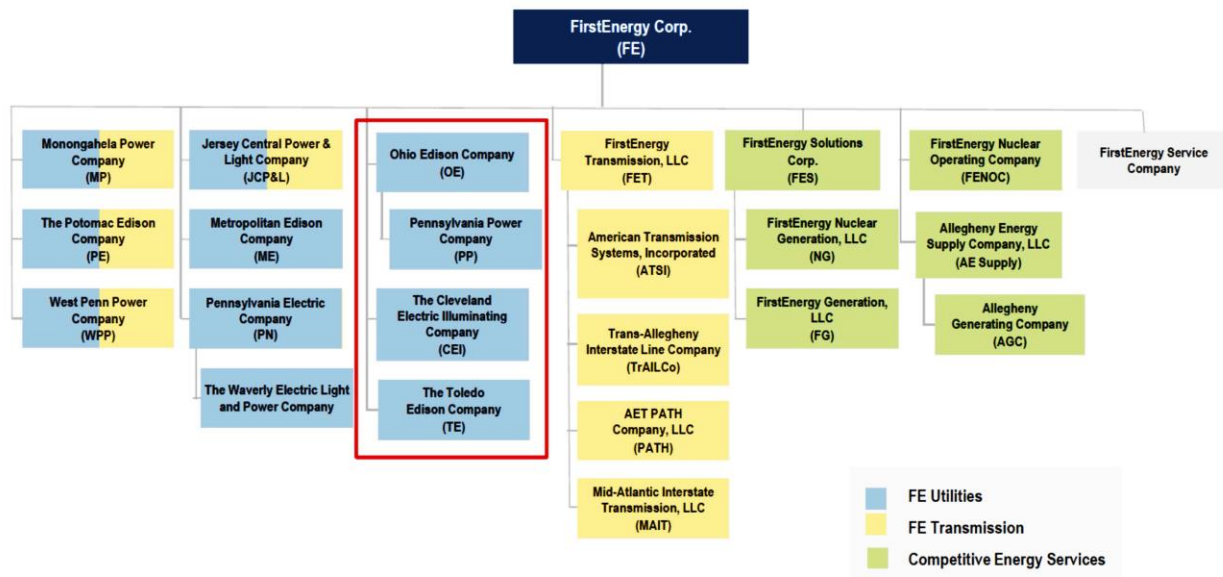 FirstEnergy Corp.
(FE)
Monongahela Power
Company
(MP)
The Potomac Edison
Company
(PE)
West Penn Power
Company
(WPP)
Jersey Central Power &
Light Company
(JCP&L)
Metropolitan Edison
Company
(ME)
Pennsylvania Electric
Company
(PN)
The Waverly Electric Light
and Power Company
Ohio Edison Company
(OE)
Pennsylvania Power
Company
(PP)
The Cleveland
Electric Illuminating
Company
(CEI)
The Toledo
Edison Company
(TE)
FirstEnergy
Transmission, LLC
(FET)
American Transmission
Systems, Incorporated
(ATSI)
Trans-Allegheny
Interstate Line Company
(TrAILCo)
AET PATH
Company, LLC
(PATH)
Mid-Atlantic Interstate
Transmission, LLC
(MAIT)
FirstEnergy Solutions
Corp.
(FES)
FirstEnergy Nuclear
Generation, LLC
(NG)
FirstEnergy Generation,
LLC
(FG)
FirstEnergy Nuclear
Operating Company
(FENOC)
Allegheny Energy
Supply Company, LLC
(AE Supply)
Allegheny
Generating Company
(AGC)
FirstEnergy Service
Company
FE Utilities
FE Transmission
Competitive Energy Services